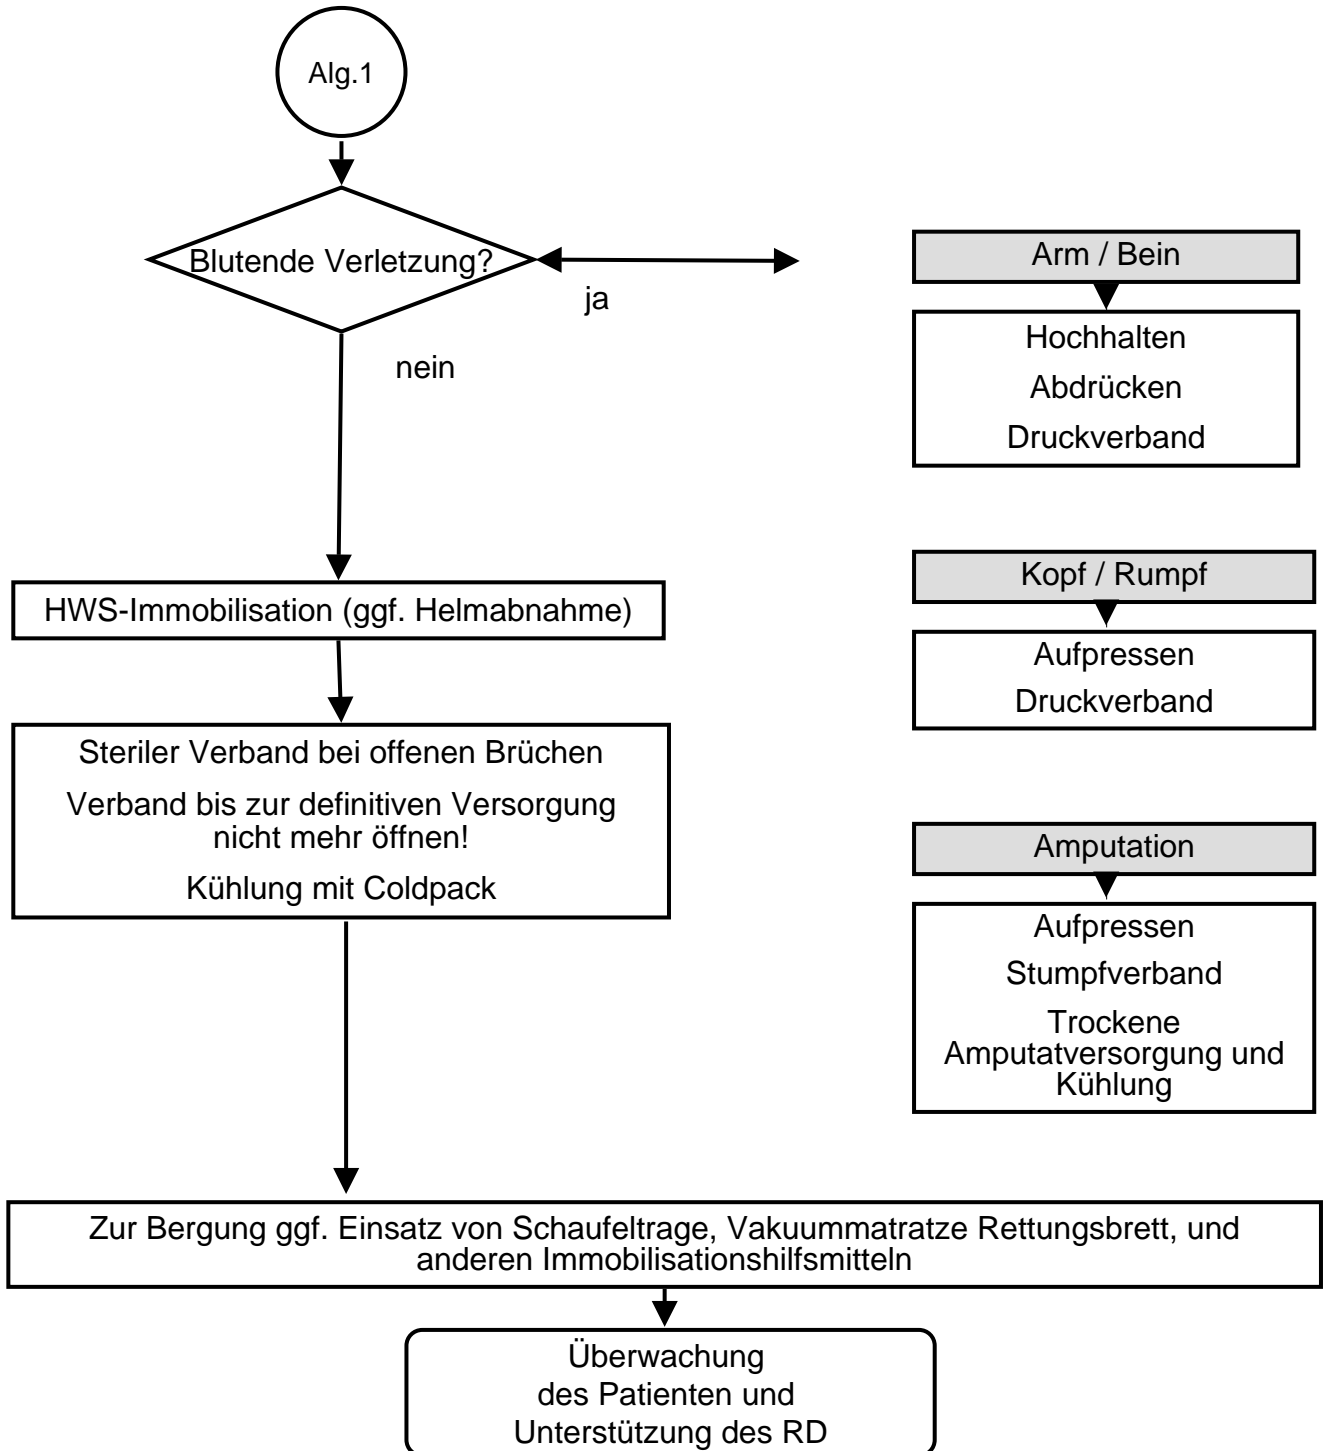 Alg.1
Blutende Verletzung?
ja
nein
Arm / Bein
Hochhalten
Abdrücken
Druckverband
HWS-Immobilisation (ggf. Helmabnahme)
Kopf / Rumpf
Aufpressen
Druckverband
Steriler Verband bei offenen Brüchen
Verband bis zur definitiven Versorgung
nicht mehr öffnen!
Kühlung mit Coldpack
Amputation
Aufpressen
Stumpfverband
Trockene
Amputatversorgung und
Kühlung
Zur Bergung ggf. Einsatz von Schaufeltrage, Vakuummatratze Rettungsbrett, und
anderen Immobilisationshilfsmitteln
Überwachung
des Patienten und
Unterstützung des RD